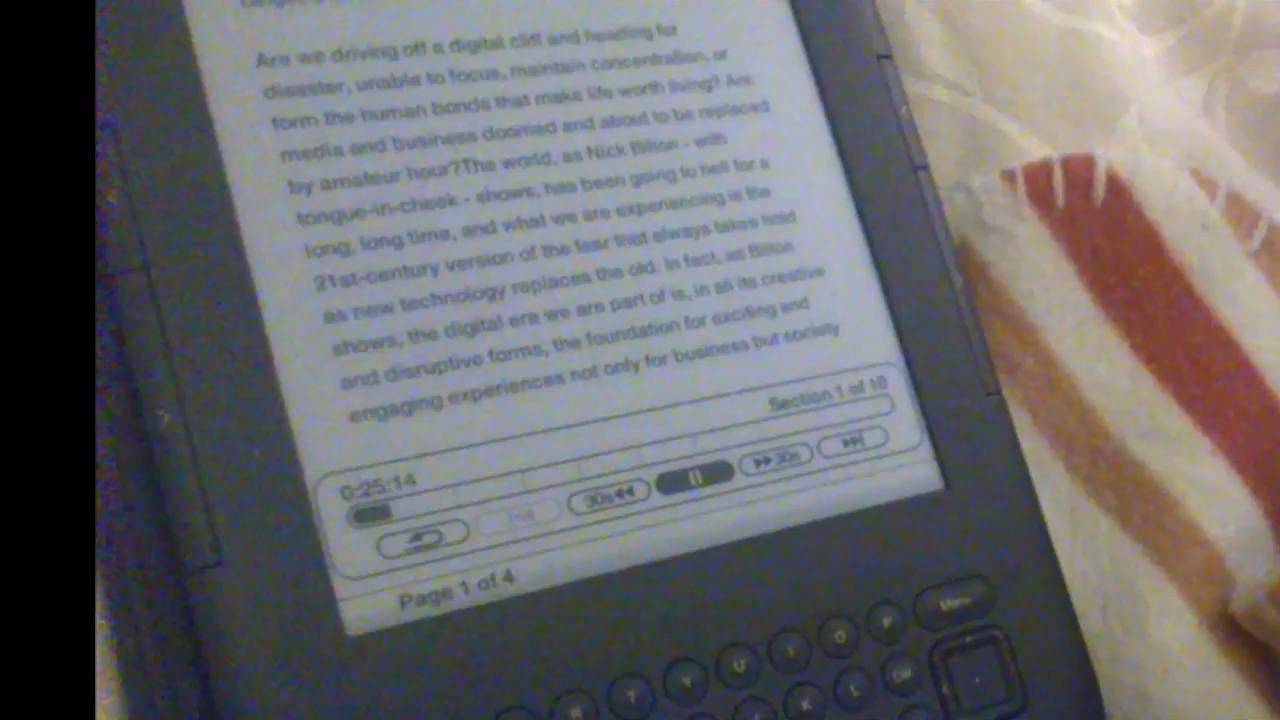 Are we driving off a digital cliff and heading for
disaster, unable to focus, maintain concentration, or
form the human bonds that make life worth living? Are
media and business doomed and about to be replaced
by amateur hour?The world, as Nick Bilton - with
tongue-in-cheek - shows, has been going to hell for a
long, long time, and what we are experiencing is the
21st-century version of the fear that always takes hold
as new technology replaces the old. In fact, as Bilton
shows, the digital era we are part of is, in all its creative
and disruptive forms, the foundation for exciting and
engaging experiences not only for business but society
Section 1 of 18
0:25:14
30s
30s
Page 1 of 4
Menu
R T Y U I O P
K L Del